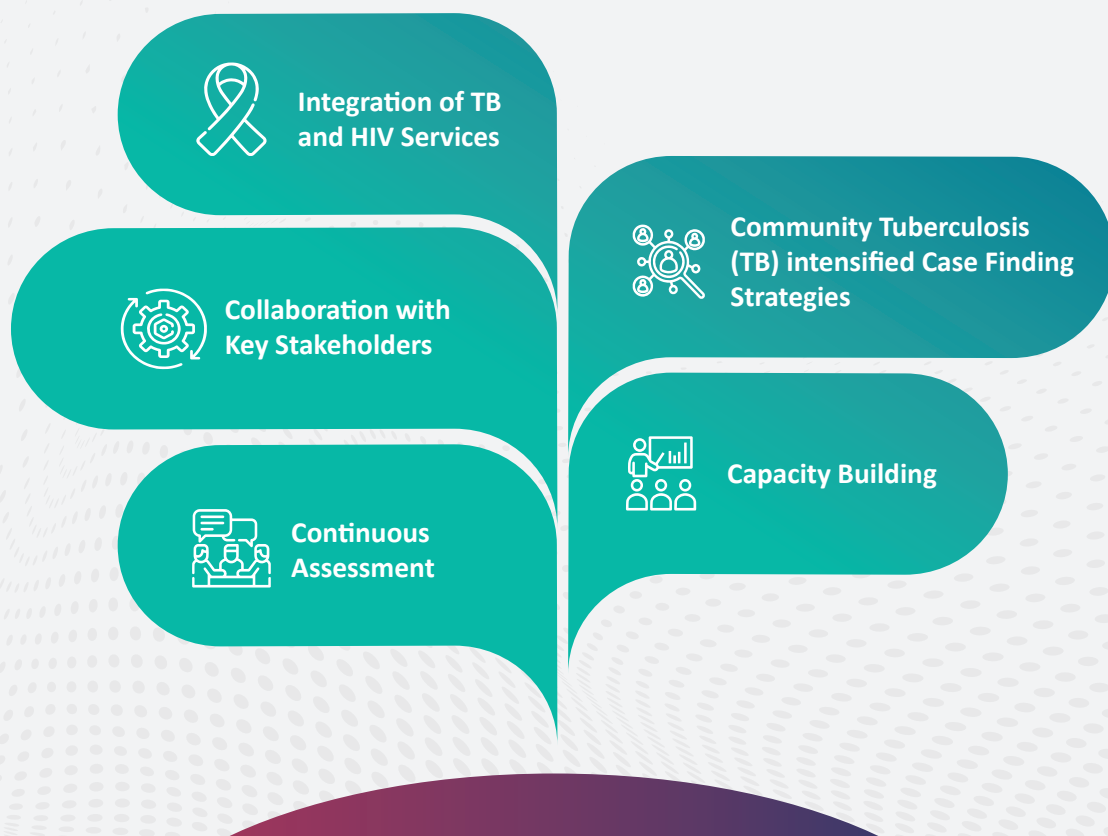 Integration of TB
and HIV Services
Community Tuberculosis
(TB) intensified Case Finding
Strategies
Collaboration with
Key Stakeholders
Capacity Building
Continuous
Assessment